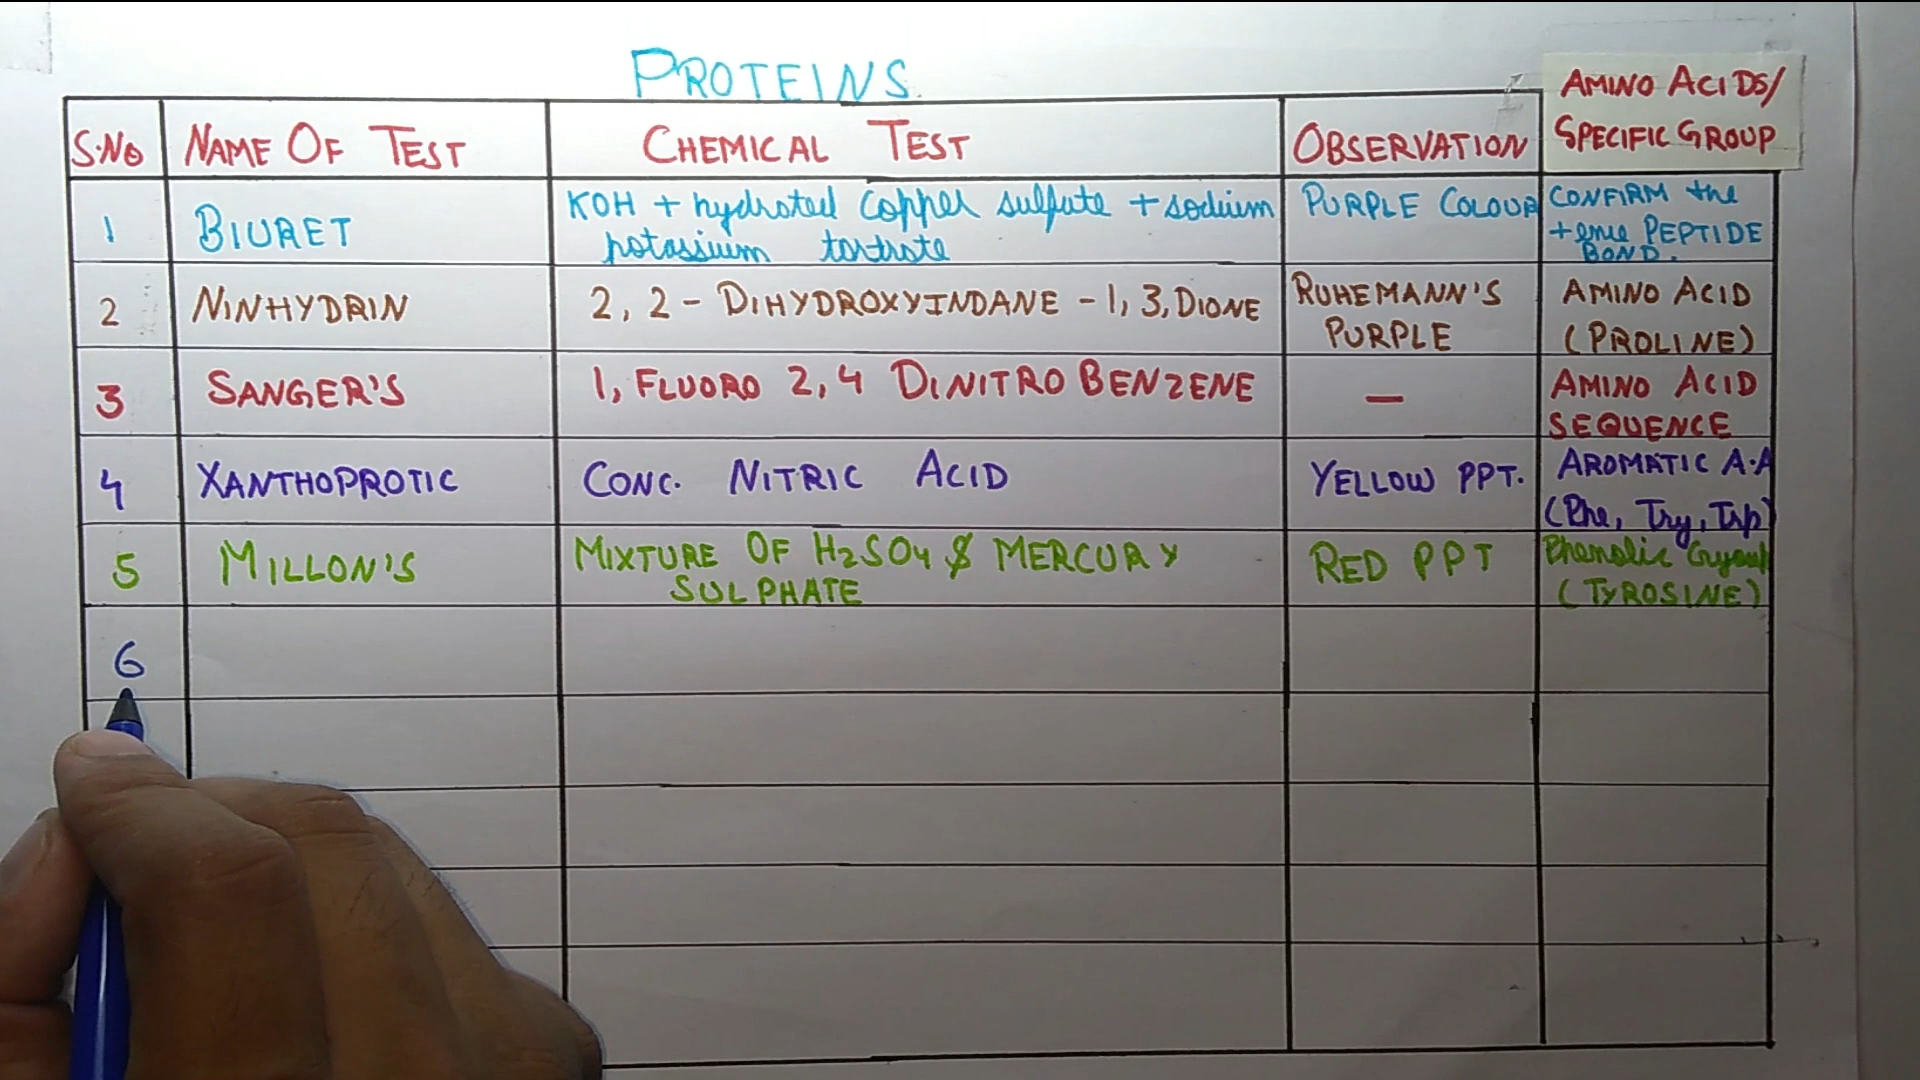 PROTEINS.
S.NO
NAME OF TEST
CHEMICAL TEST
OBSERVATION
AMINO ACIDS/
SPECIFIC GROUP
1
BIURET
KOH + hydrated Copper sulfate + sodium
potassium tartrate
PURPLE COLOUR
CONFIRM the
+ PEPTIDE
BOND.
2
NINHYDRIN
2, 2 - DIHYDROXYINDANE - 1, 3, DIONE
RUHEMANN'S
PURPLE
AMINO ACID
(PROLINE)
3
SANGER'S
1, FLUORO 2, 4 DINITRO BENZENE
—
AMINO ACID
SEQUENCE
4
XANTHOPROTIC
CONC. NITRIC ACID
YELLOW PPT.
AROMATIC A.A
(Phe, Try, Trp)
5
MILLON'S
MIXTURE OF H2SO4 & MERCURY
SULPHATE
RED PPT
Phenolic
(TYROSINE)
6